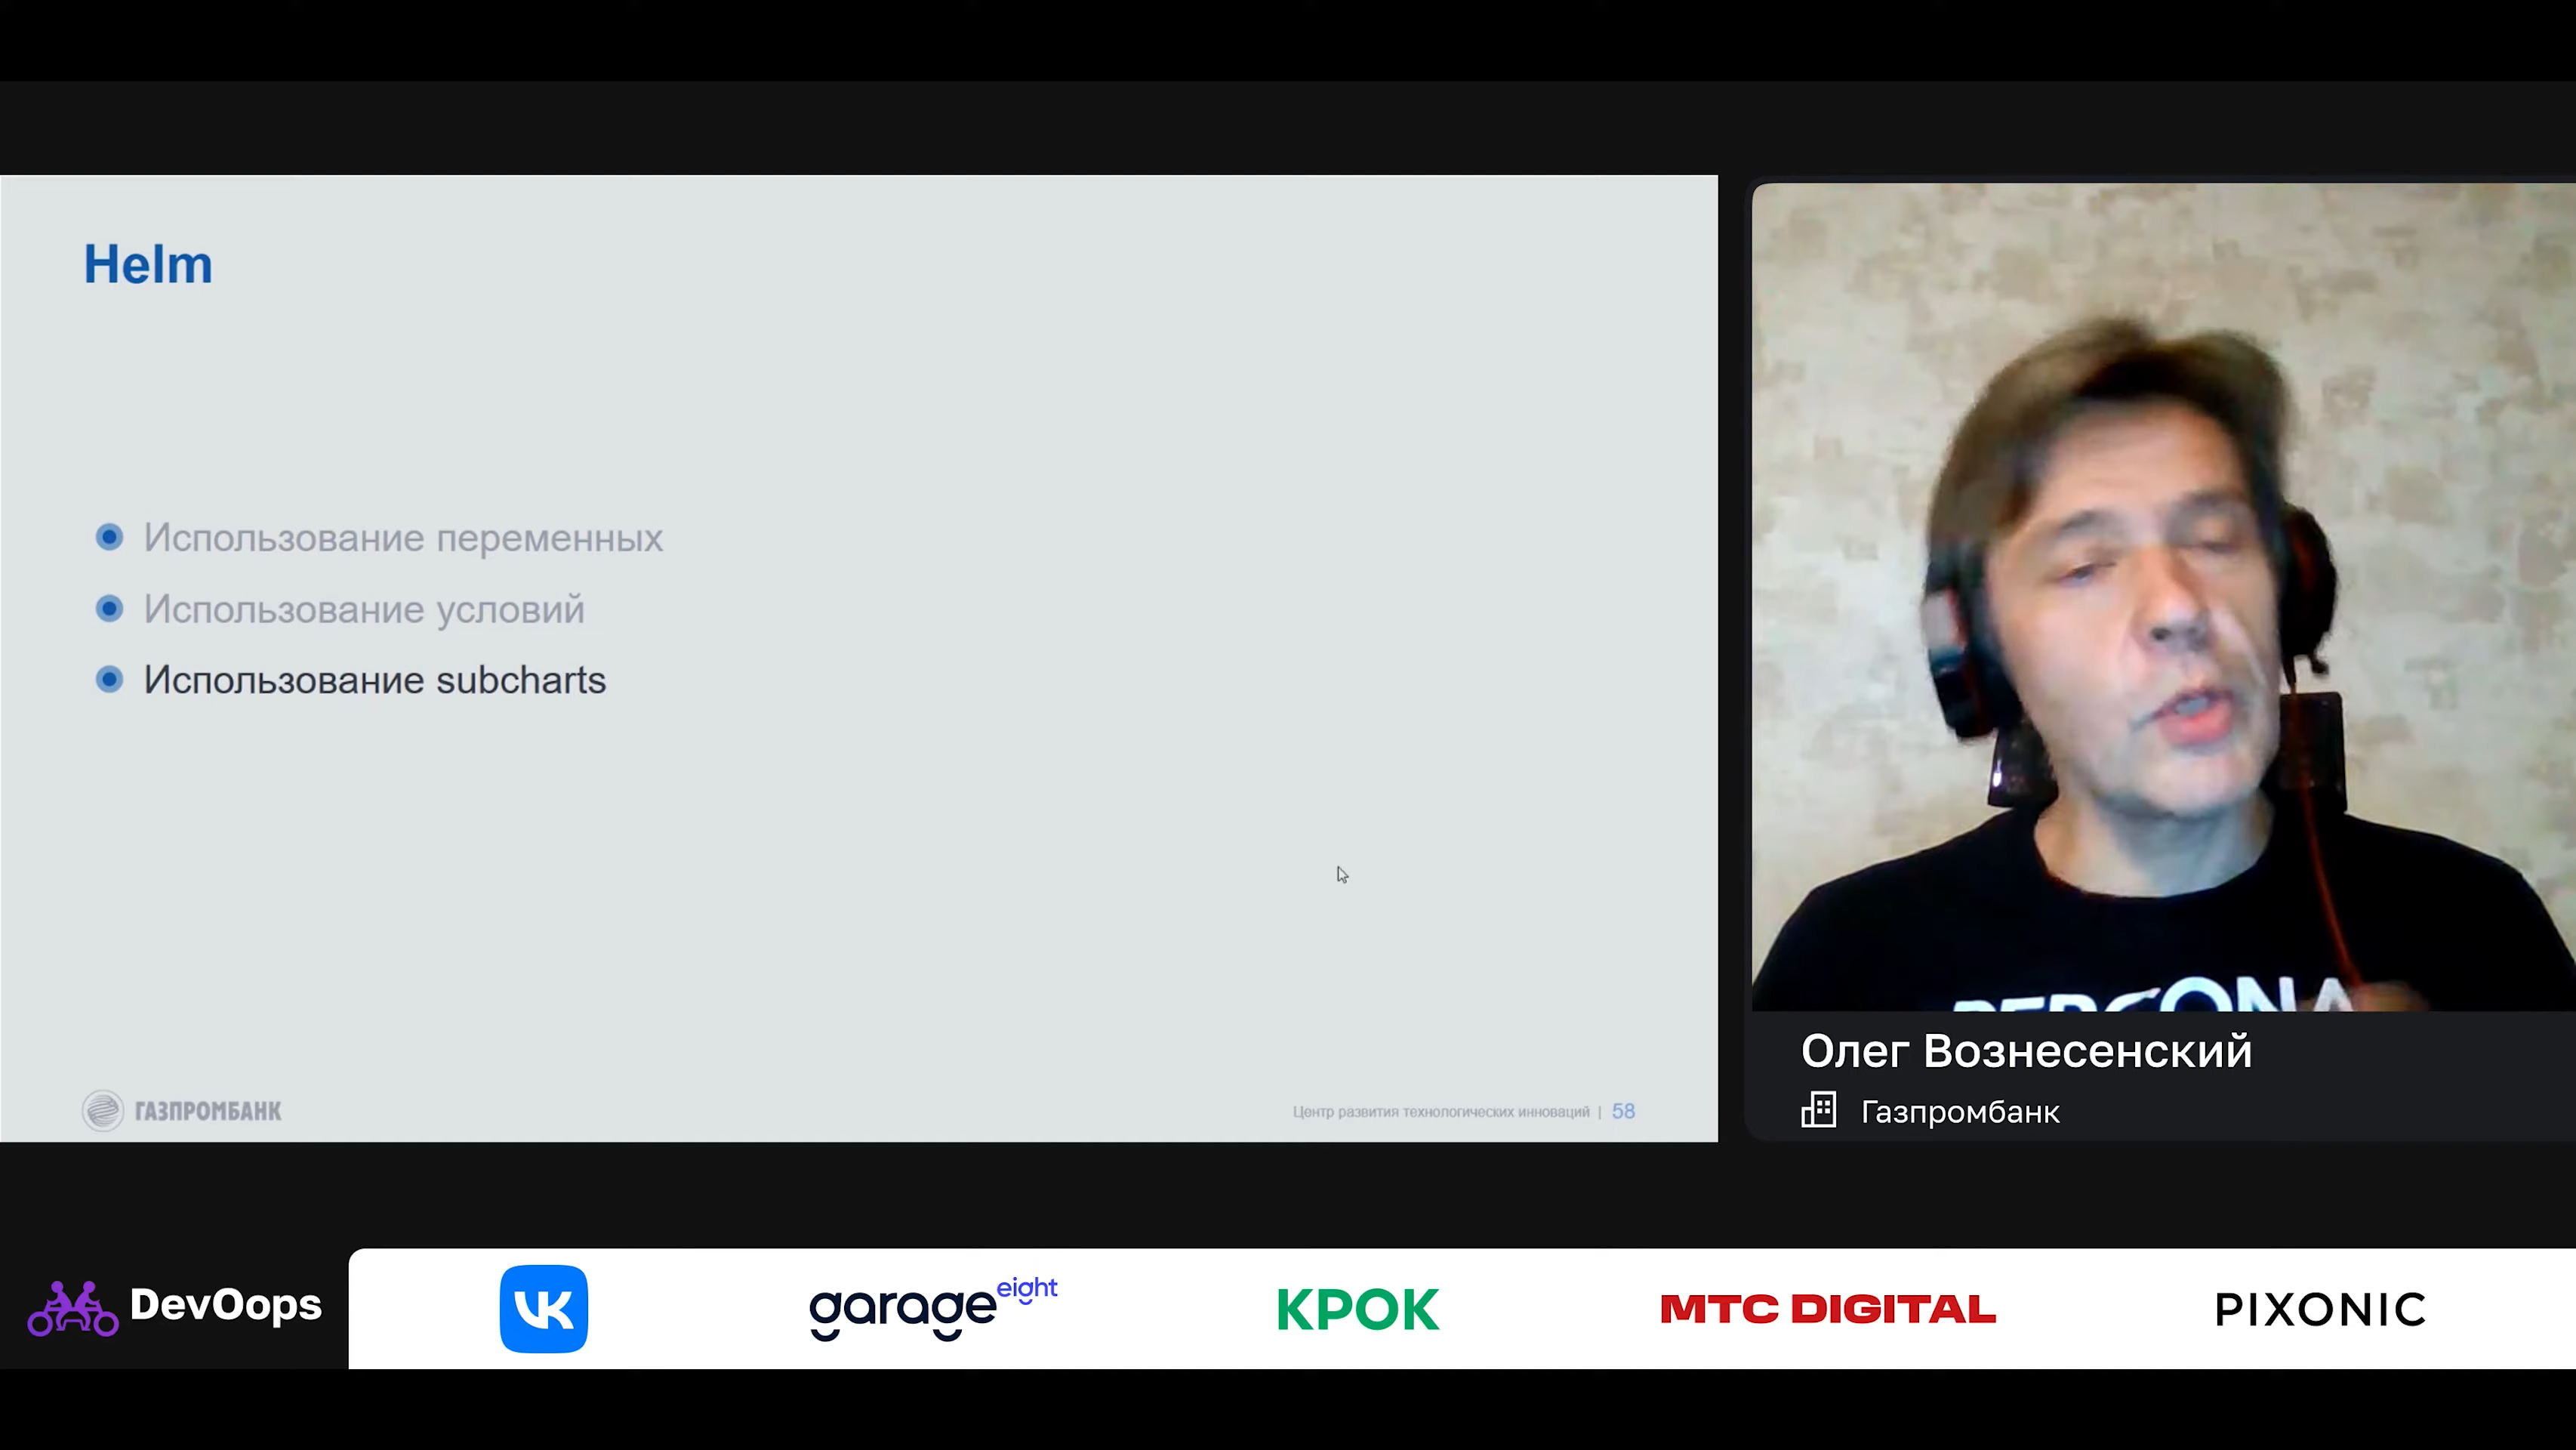 Helm
Использование переменных
Использование условий
Использование subcharts
ГАЗПРОМБАНК
Центр развития технологических инноваций | 58
Олег Вознесенский
Газпромбанк
DevOops
VK
garage eight
КРОК
МТС DIGITAL
PIXONIC